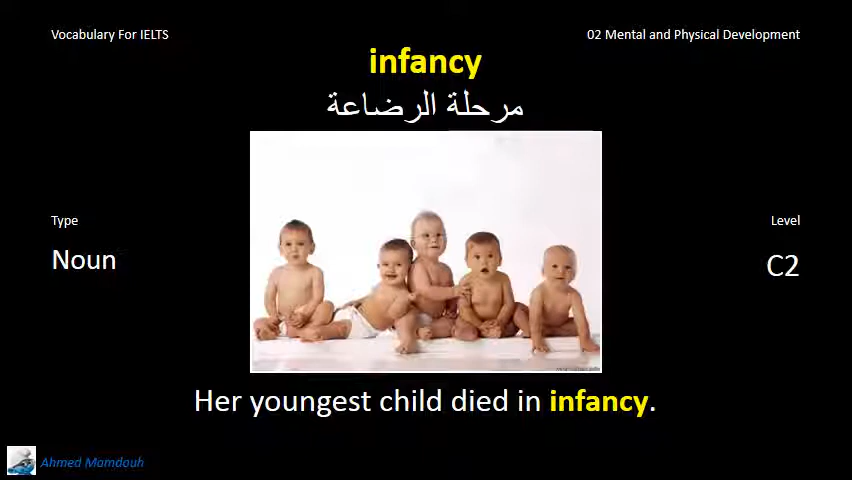 Vocabulary For IELTS
02 Mental and Physical Development
infancy
مرحلة الرضاعة
Type
Level
Noun
C2
Her youngest child died in infancy.
Ahmed Mamdouh